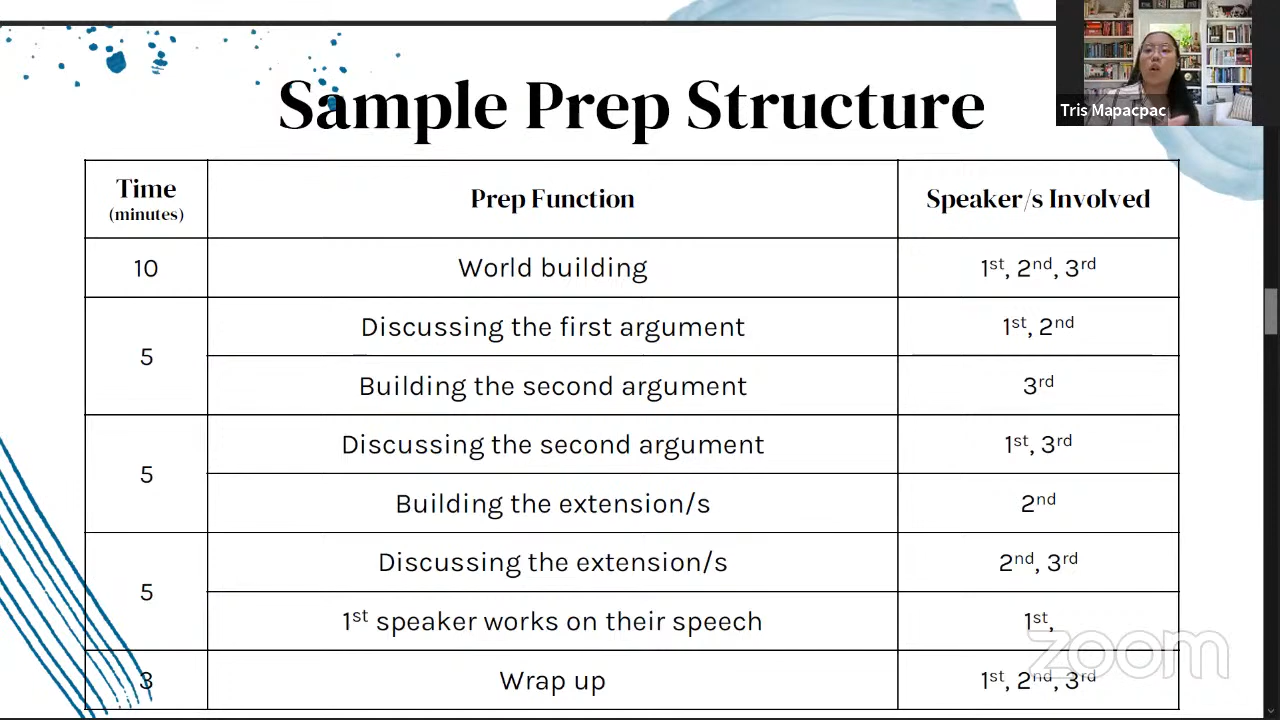 Sample Prep Structure
Tris Mapacpac
Time
(minutes)
Prep Function
Speaker/s Involved
10
World building
1st, 2nd, 3rd
5
Discussing the first argument
1st, 2nd
Building the second argument
3rd
5
Discussing the second argument
1st, 3rd
Building the extension/s
2nd
5
Discussing the extension/s
2nd, 3rd
1st speaker works on their speech
1st,
3
Wrap up
1st, 2nd, 3rd
zoom